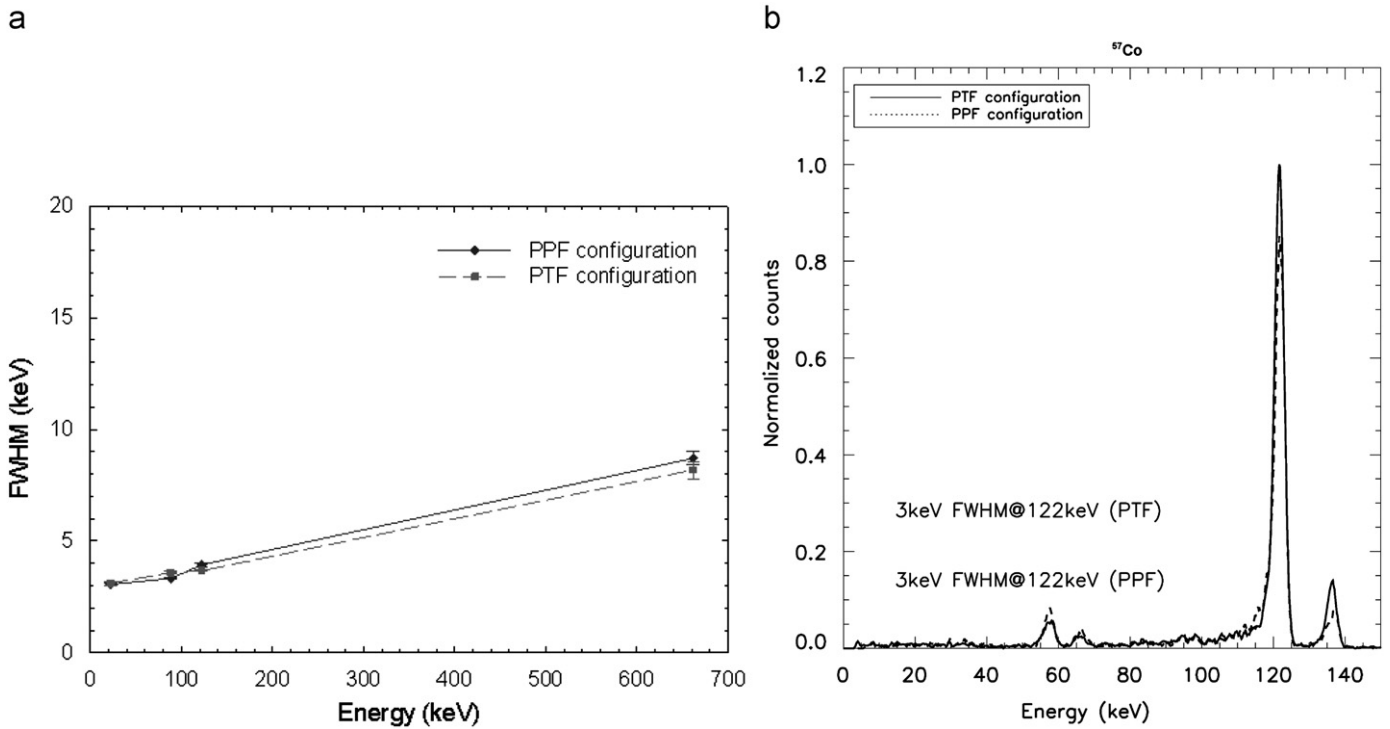 a
20
15
10
5
0
FWHM (keV)
PPF configuration
PTF configuration
0 100 200 300 400 500 600 700
Energy (keV)
b
⁵⁷Co
1.2
1.0
0.8
0.6
0.4
0.2
0.0
Normalized counts
PTF configuration
PPF configuration
3keV FWHM@122keV (PTF)
3keV FWHM@122keV (PPF)
0 20 40 60 80 100 120 140
Energy (keV)